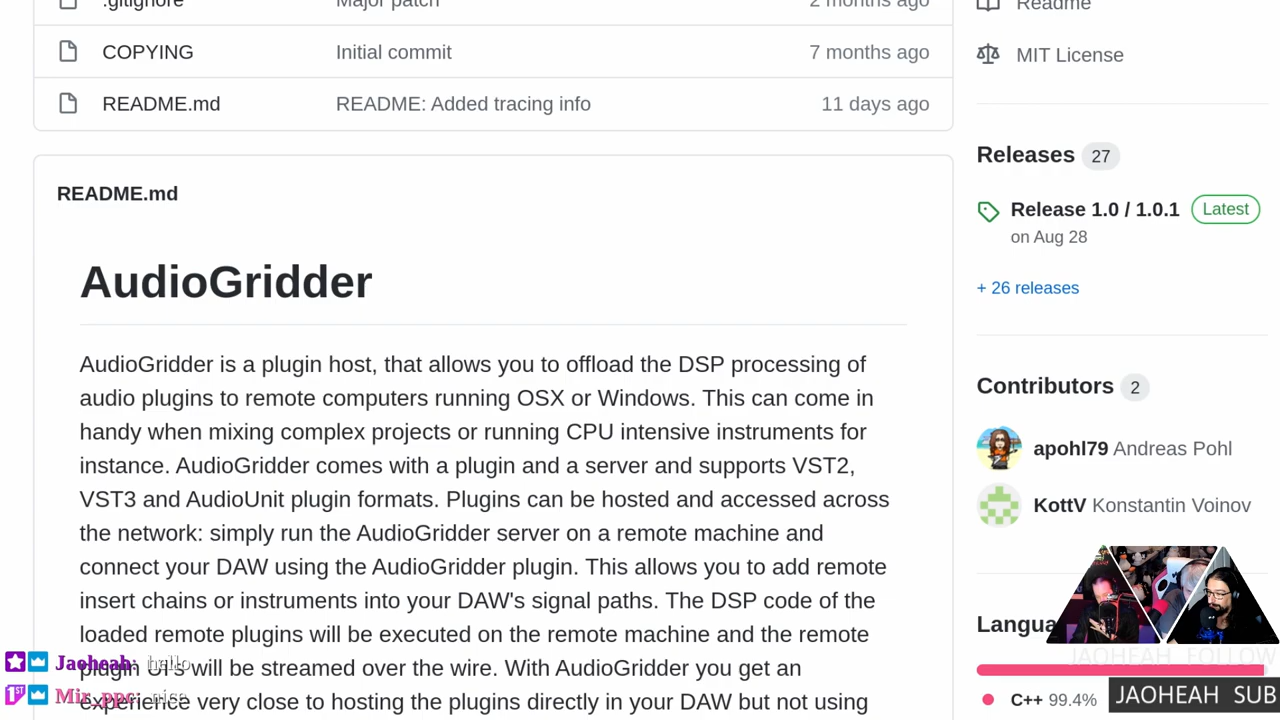 .gitignore
Major patch
2 months ago
COPYING
Initial commit
7 months ago
README.md
README: Added tracing info
11 days ago
README.md
AudioGridder
AudioGridder is a plugin host, that allows you to offload the DSP processing of
audio plugins to remote computers running OSX or Windows. This can come in
handy when mixing complex projects or running CPU intensive instruments for
instance. AudioGridder comes with a plugin and a server and supports VST2,
VST3 and AudioUnit plugin formats. Plugins can be hosted and accessed across
the network: simply run the AudioGridder server on a remote machine and
connect your DAW using the AudioGridder plugin. This allows you to add remote
insert chains or instruments into your DAW's signal paths. The DSP code of the
loaded remote plugins will be executed on the remote machine and the remote
plugin UI's will be streamed over the wire. With AudioGridder you get an
experience very close to hosting the plugins directly in your DAW but not using
Jaoheah: hello
1ST Mir_ppc: nice
Readme
MIT License
Releases 27
Release 1.0 / 1.0.1 Latest
on Aug 28
+ 26 releases
Contributors 2
apohl79 Andreas Pohl
KottV Konstantin Voinov
Langua
JAOHEAH FOLLOW
C++ 99.4%
JAOHEAH SUB